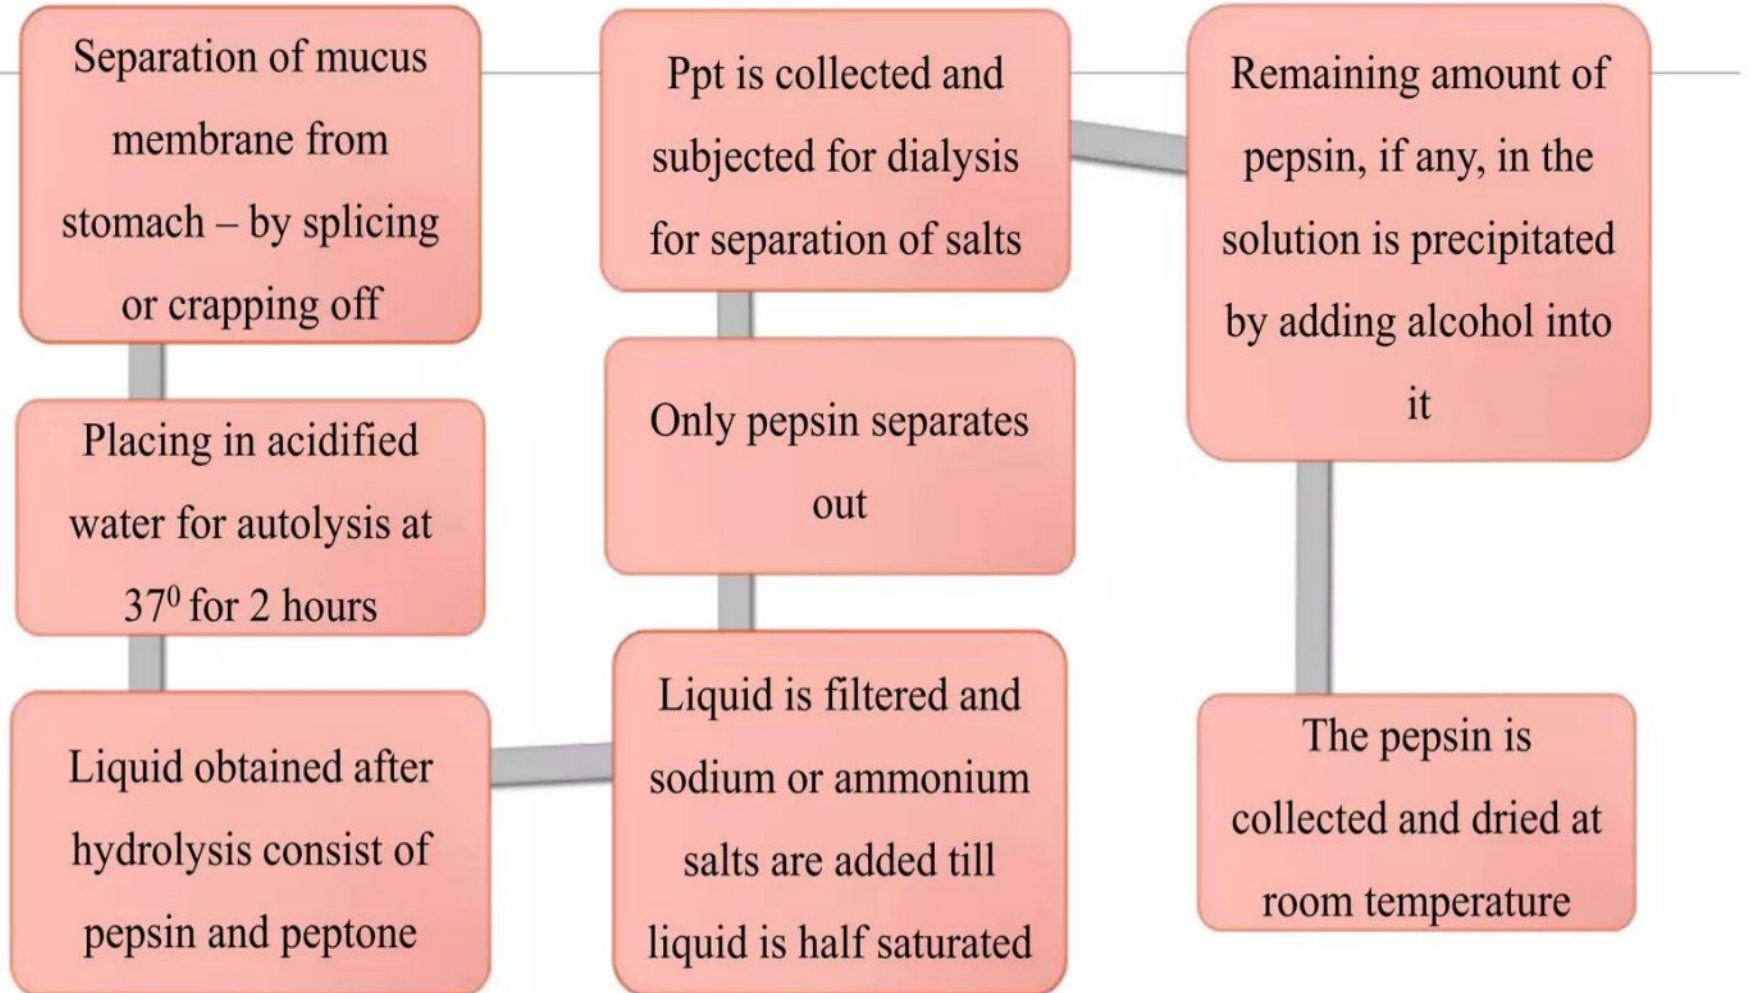 Separation of mucus
membrane from
stomach – by splicing
or crapping off
Placing in acidified
water for autolysis at
37⁰ for 2 hours
Liquid obtained after
hydrolysis consist of
pepsin and peptone
Liquid is filtered and
sodium or ammonium
salts are added till
liquid is half saturated
Only pepsin separates
out
Ppt is collected and
subjected for dialysis
for separation of salts
Remaining amount of
pepsin, if any, in the
solution is precipitated
by adding alcohol into
it
The pepsin is
collected and dried at
room temperature